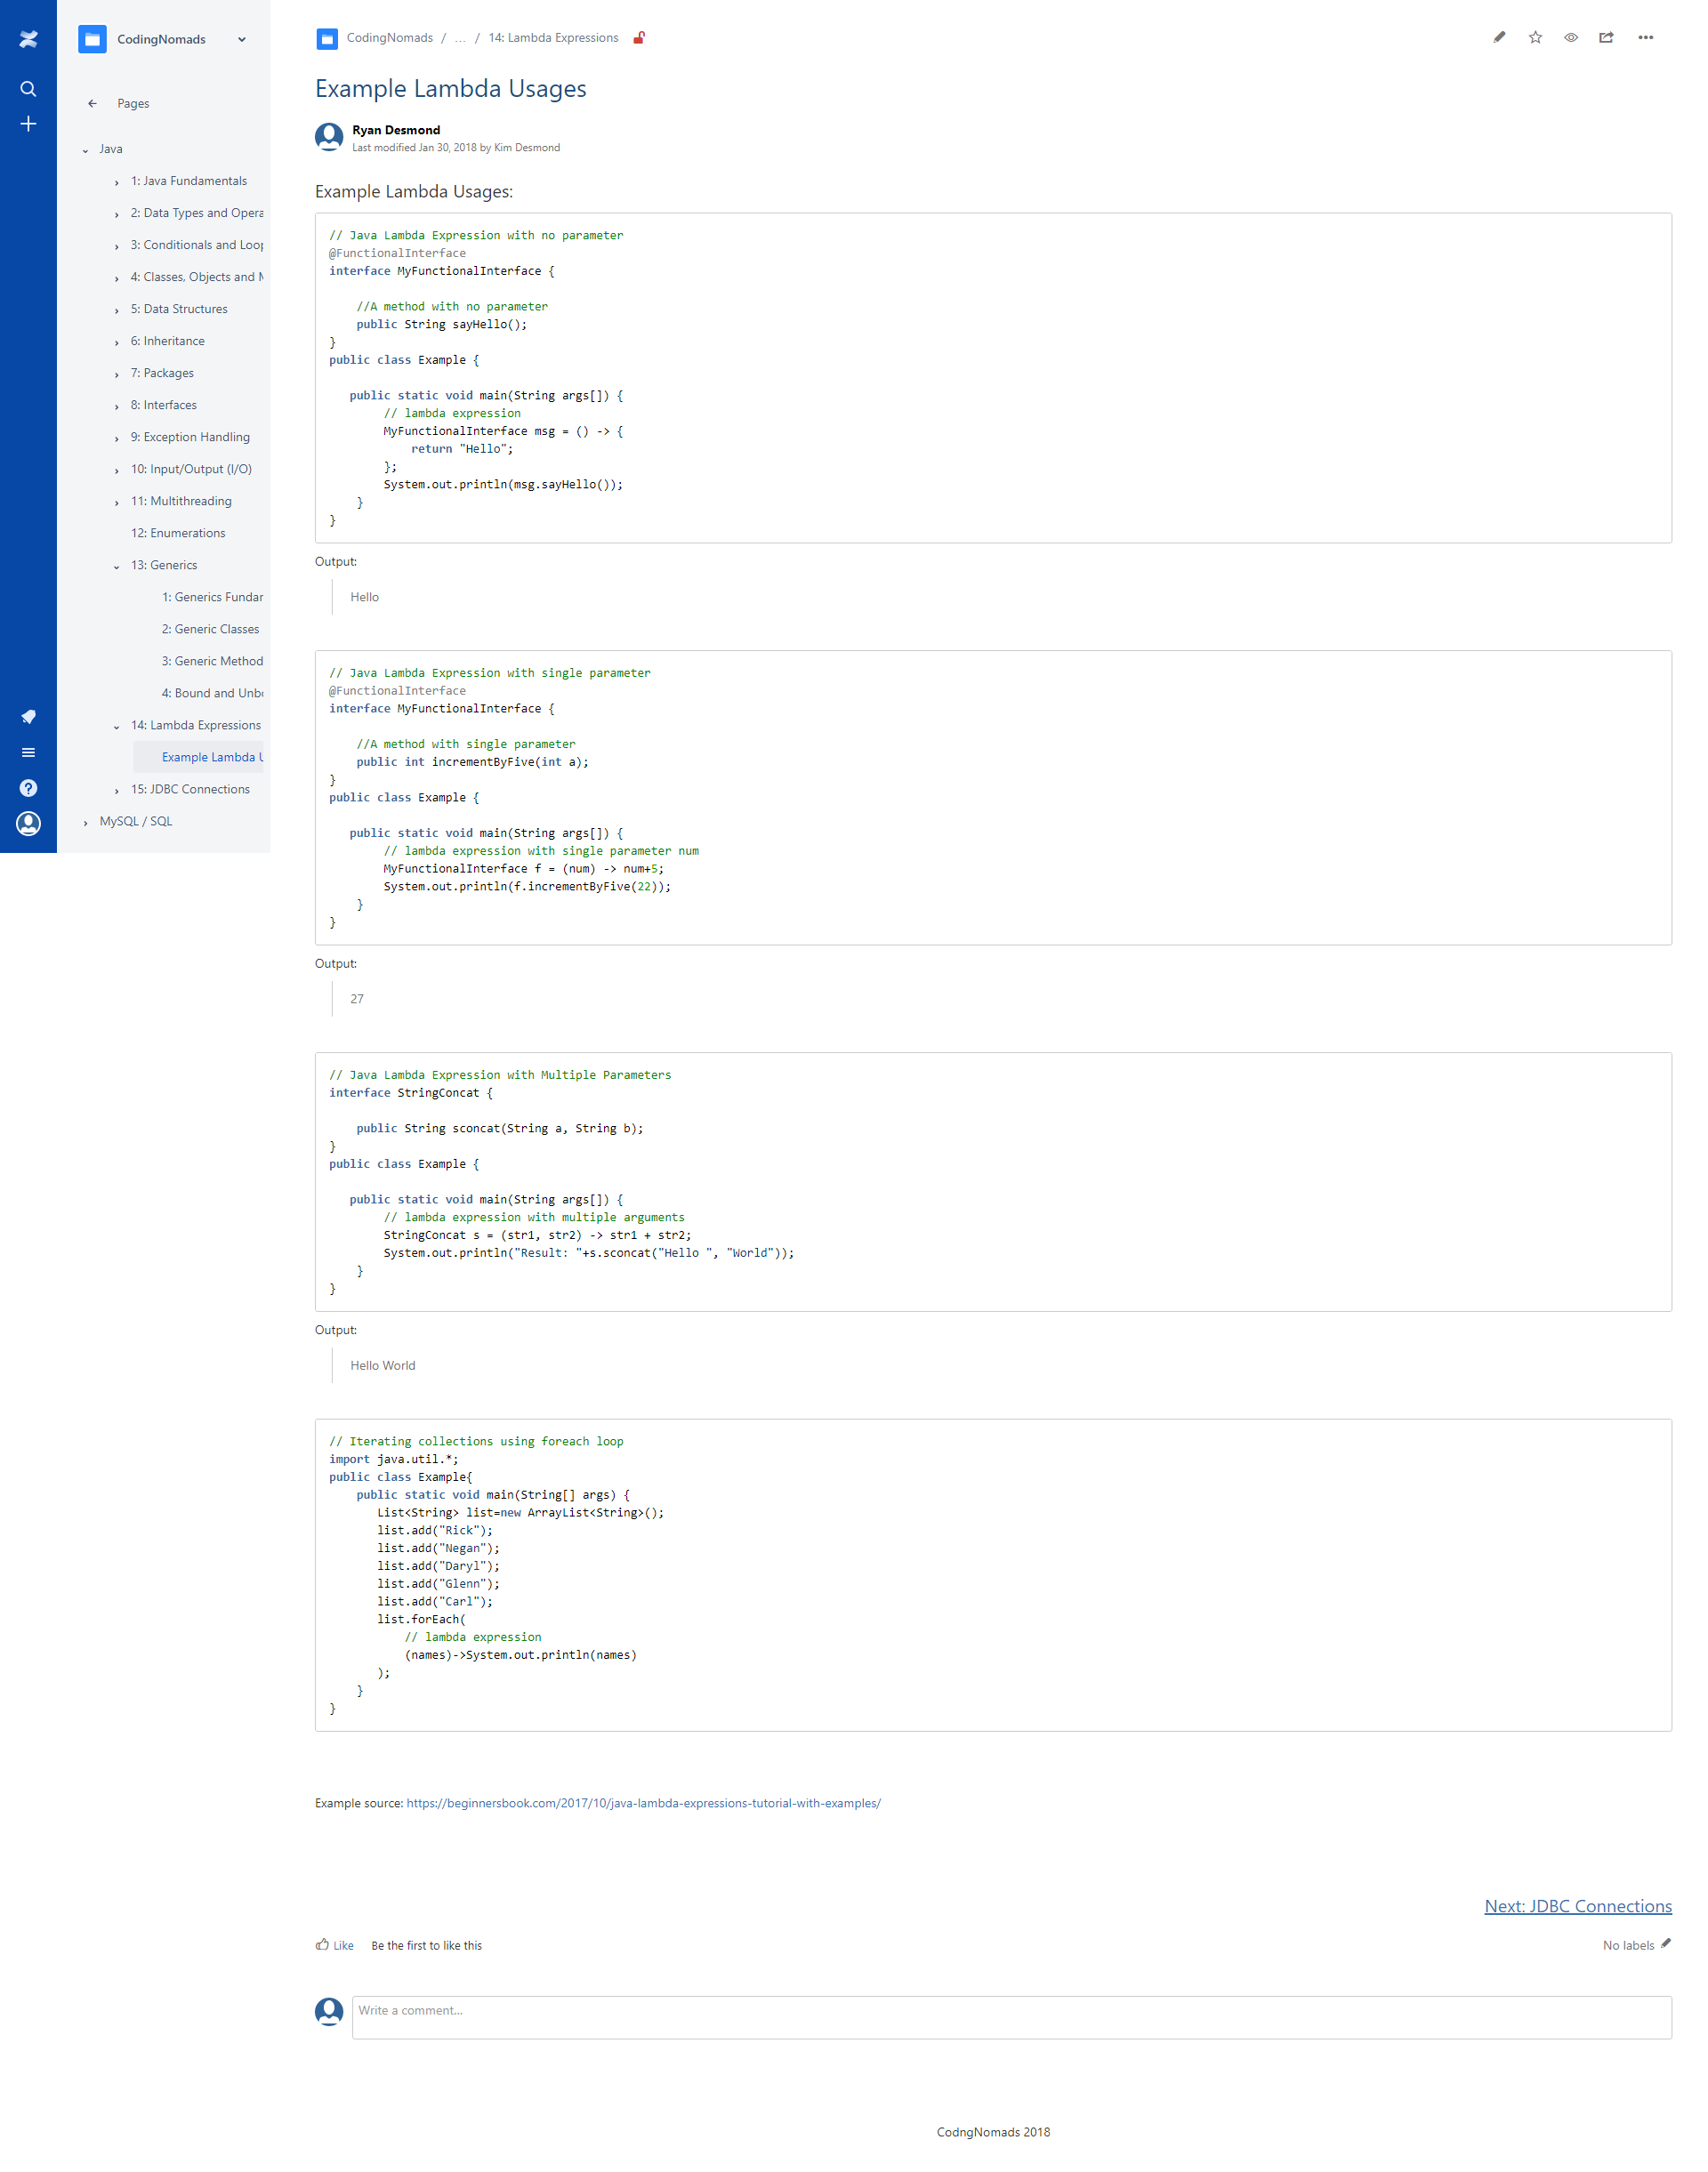 CodingNomads
Pages
Java
1: Java Fundamentals
2: Data Types and Opera
3: Conditionals and Loop
4: Classes, Objects and M
5: Data Structures
6: Inheritance
7: Packages
8: Interfaces
9: Exception Handling
10: Input/Output (I/O)
11: Multithreading
12: Enumerations
13: Generics
1: Generics Fundar
2: Generic Classes
3: Generic Method
4: Bound and Unbo
14: Lambda Expressions
Example Lambda U
15: JDBC Connections
MySQL / SQL
CodingNomads / ... / 14: Lambda Expressions
Example Lambda Usages
Ryan Desmond
Last modified Jan 30, 2018 by Kim Desmond
Example Lambda Usages:
// Java Lambda Expression with no parameter
@FunctionalInterface
interface MyFunctionalInterface {
//A method with no parameter
public String sayHello();
}
public class Example {
public static void main(String args[]) {
// lambda expression
MyFunctionalInterface msg = () -> {
return "Hello";
};
System.out.println(msg.sayHello());
}
}
Output:
Hello
// Java Lambda Expression with single parameter
@FunctionalInterface
interface MyFunctionalInterface {
//A method with single parameter
public int incrementByFive(int a);
}
public class Example {
public static void main(String args[]) {
// lambda expression with single parameter num
MyFunctionalInterface f = (num) -> num+5;
System.out.println(f.incrementByFive(22));
}
}
Output:
27
// Java Lambda Expression with Multiple Parameters
interface StringConcat {
public String sconcat(String a, String b);
}
public class Example {
public static void main(String args[]) {
// lambda expression with multiple arguments
StringConcat s = (str1, str2) -> str1 + str2;
System.out.println("Result: "+s.sconcat("Hello ", "World"));
}
}
Output:
Hello World
// Iterating collections using foreach loop
import java.util.*;
public class Example{
public static void main(String[] args) {
List<String> list=new ArrayList<String>();
list.add("Rick");
list.add("Negan");
list.add("Daryl");
list.add("Glenn");
list.add("Carl");
list.forEach(
// lambda expression
(names)->System.out.println(names)
);
}
}
Example source: https://beginnersbook.com/2017/10/java-lambda-expressions-tutorial-with-examples/
Next: JDBC Connections
Like Be the first to like this
No labels
Write a comment...
CodngNomads 2018